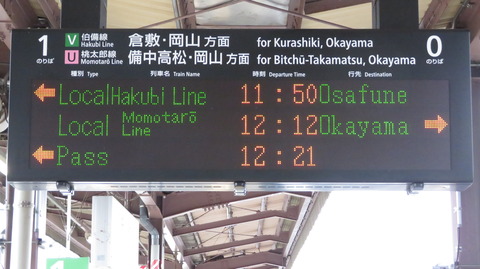 1 のりば V 伯備線 Hakubi Line 倉敷・岡山 方面 for Kurashiki, Okayama 0 のりば
U 桃太郎線 Momotarō Line 備中高松・岡山 方面 for Bitchū-Takamatsu, Okayama
種別 Type 列車名 Train Name 時刻 Departure Time 行先 Destination
← Local Hakubi Line 11:50 Osafune
Local Momotarō Line 12:12 Okayama →
← Pass 12:21
1